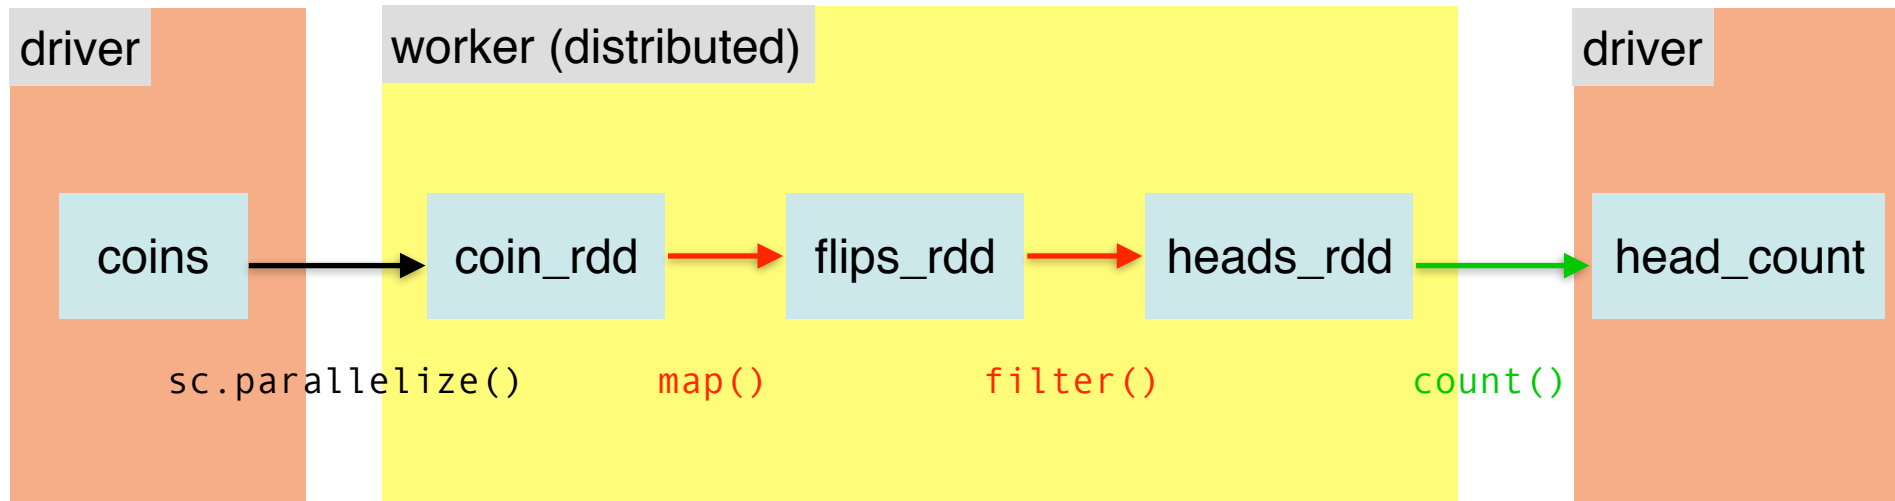 driver
worker (distributed)
driver
coins
coin_rdd
flips_rdd
heads_rdd
head_count
sc.parallelize()
map()
filter()
count()